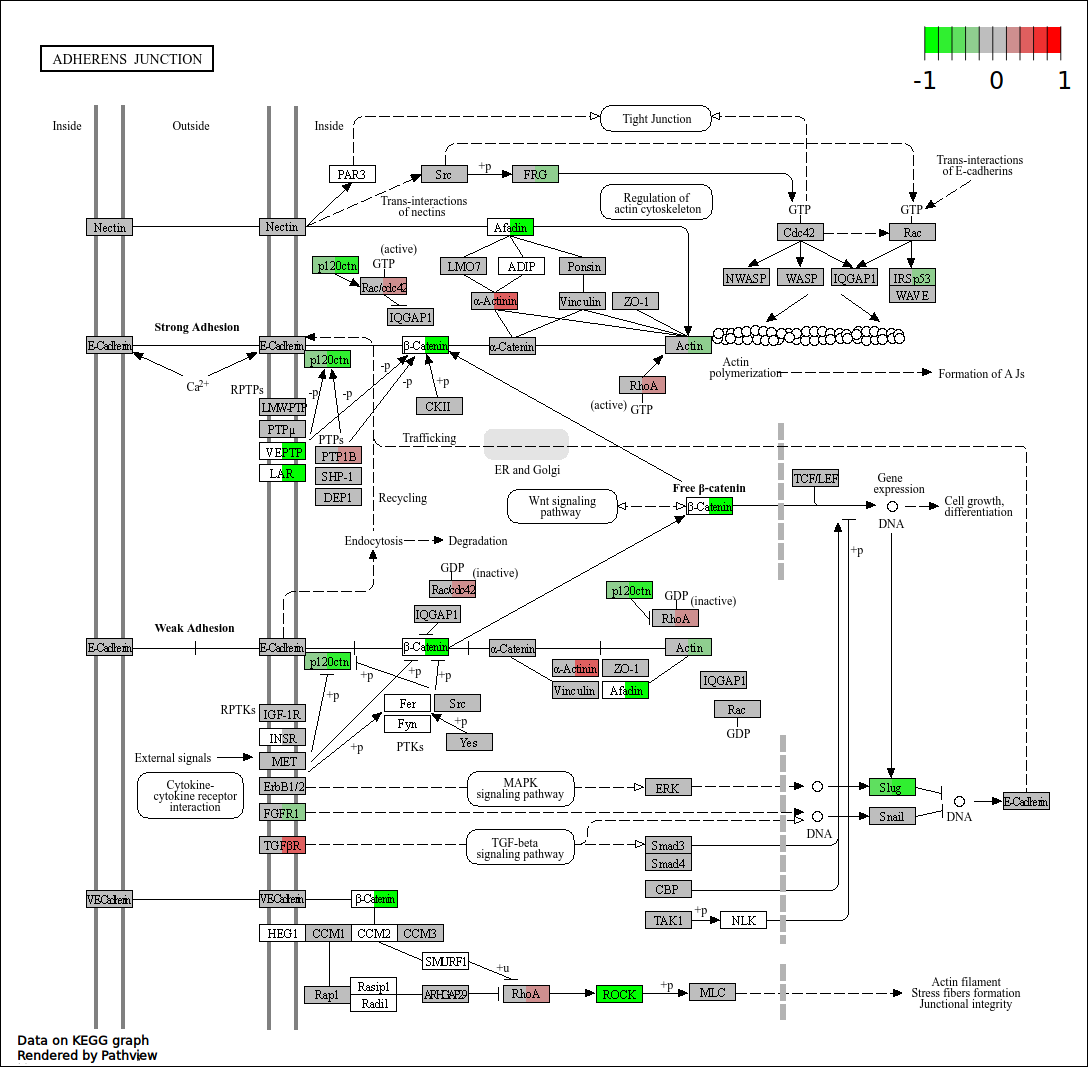 ADHERENS JUNCTION
-1
0
1
Inside
Outside
Inside
Tight Junction
PAR3
Src
+p
FRG
Trans-interactions
of E-cadherins
Trans-interactions
of nectins
Regulation of
actin cytoskeleton
GTP
GTP
Nectin
Nectin
Afadin
Cdc42
Rac
(active)
GTP
p120ctn
LMO7
ADIP
Ponsin
NWASP
WASP
IQGAP1
IRSp53
WAVE
Rac/cdc42
α-Actinin
Vinculin
ZO-1
IQGAP1
Strong Adhesion
E-Cadherin
E-Cadherin
β-Catenin
α-Catenin
Actin
p120ctn
Actin
polymerization
Formation of AJs
Ca2+
RPTPs
-p
-p
-p
-p
+p
RhoA
(active)
GTP
LMW-PTP
CKII
PTPμ
PTPs
Trafficking
VEPTP
PTP1B
LAR
SHP-1
DEP1
ER and Golgi
Recycling
Wnt signaling
pathway
Free β-catenin
β-Catenin
TCF/LEF
Gene
expression
DNA
Cell growth,
differentiation
+p
Endocytosis
Degradation
GDP
(inactive)
Rac/cdc42
p120ctn
GDP
(inactive)
RhoA
IQGAP1
Weak Adhesion
E-Cadherin
E-Cadherin
β-Catenin
α-Catenin
Actin
p120ctn
+p
+p
+p
α-Actinin
ZO-1
Vinculin
Afadin
IQGAP1
+p
Fer
Src
Rac
GDP
RPTKs
IGF-1R
Fyn
+p
INSR
PTKs
Yes
+p
External signals
MET
Cytokine-
cytokine receptor
interaction
ErbB1/2
MAPK
signaling pathway
ERK
Slug
E-Cadherin
FGFR1
DNA
Snail
DNA
TGFβR
TGF-beta
signaling pathway
Smad3
Smad4
CBP
VECadherin
VECadherin
β-Catenin
TAK1
+p
NLK
HEG1
CCM1
CCM2
CCM3
SMURF1
+u
Rap1
Rasip1
Radil
ARHGAP29
RhoA
ROCK
+p
MLC
Actin filament
Stress fibers formation
Junctional integrity
Data on KEGG graph
Rendered by Pathview